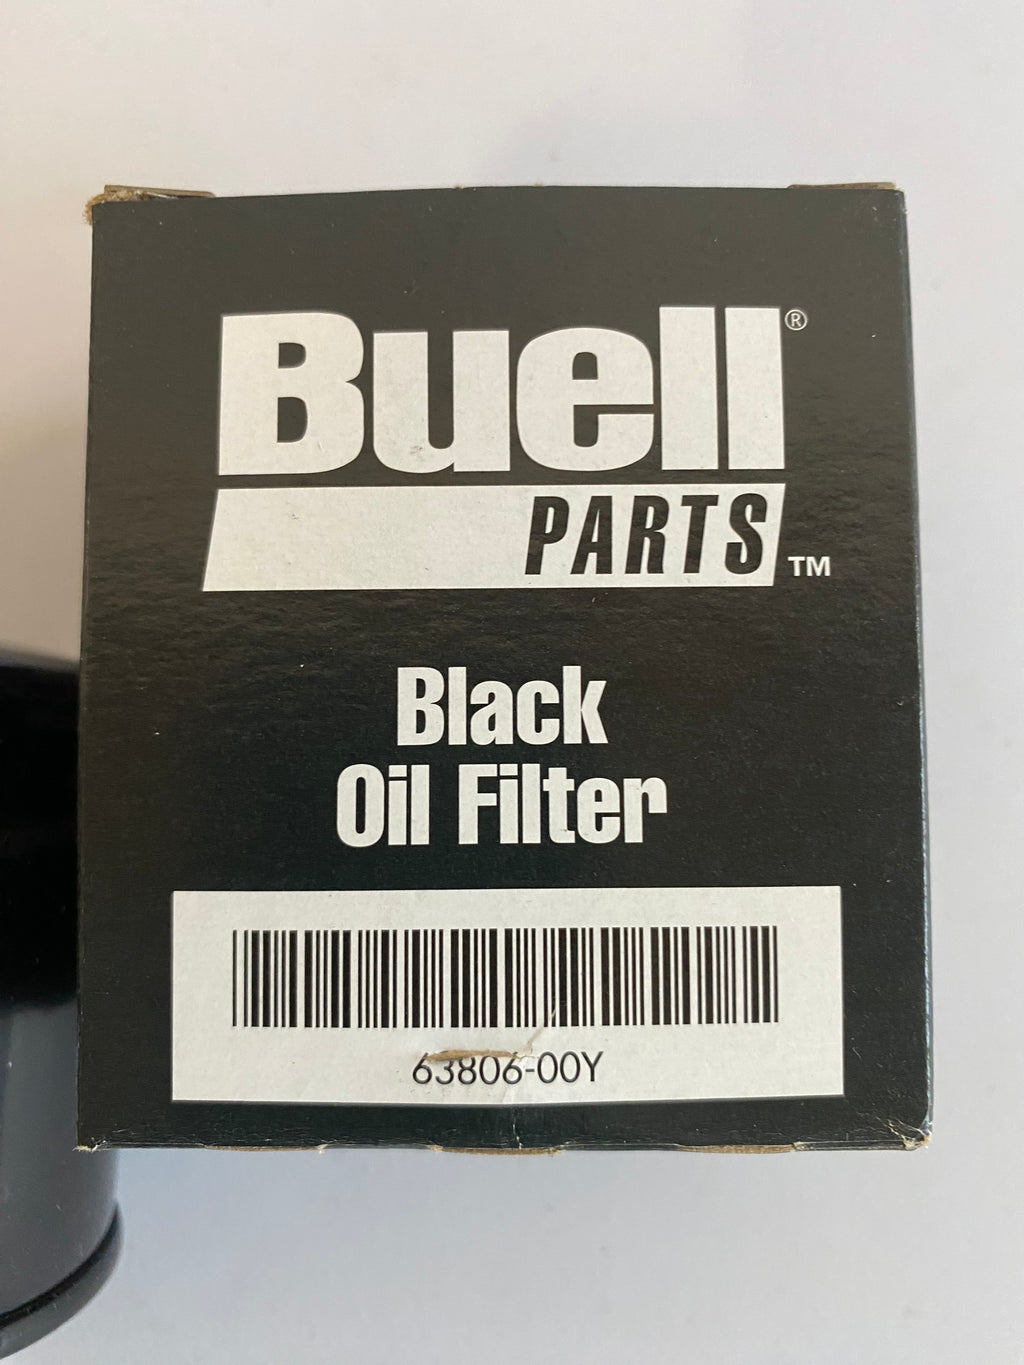 Buell®
PARTS™
Black
Oil Filter
63806-00Y